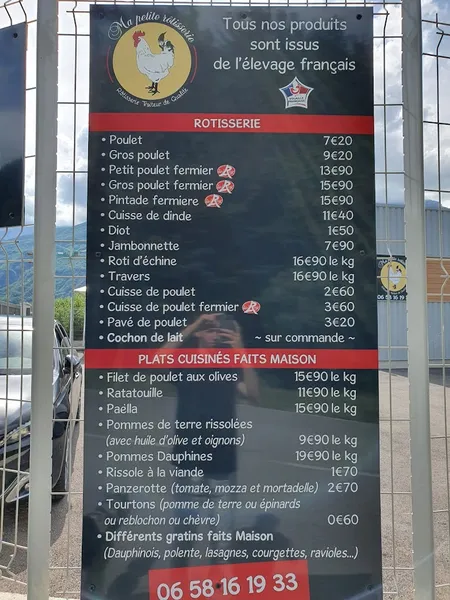 Ma petite rôtisserie
Rôtisserie Traiteur de Qualité
Tous nos produits
sont issus
de l'élevage français
ROTISSERIE
• Poulet 7€20
• Gros poulet 9€20
• Petit poulet fermier 13€90
• Gros poulet fermier 15€90
• Pintade fermiere 15€90
• Cuisse de dinde 11€40
• Diot 1€50
• Jambonnette 7€90
• Roti d'échine 16€90 le kg
• Travers 16€90 le kg
• Cuisse de poulet 2€60
• Cuisse de poulet fermier 3€60
• Pavé de poulet 3€20
• Cochon de lait ~ sur commande ~
PLATS CUISINÉS FAITS MAISON
• Filet de poulet aux olives 15€90 le kg
• Ratatouille 11€90 le kg
• Paëlla 15€90 le kg
• Pommes de terre rissolées
(avec huile d'olive et oignons) 9€90 le kg
• Pommes Dauphines 19€90 le kg
• Rissole à la viande 1€70
• Panzerotte (tomate, mozza et mortadelle) 2€70
• Tourtons (pomme de terre ou épinards
ou reblochon ou chèvre) 0€60
• Différents gratins faits Maison
(Dauphinois, polente, lasagnes, courgettes, ravioles...)
06 58 16 19 33